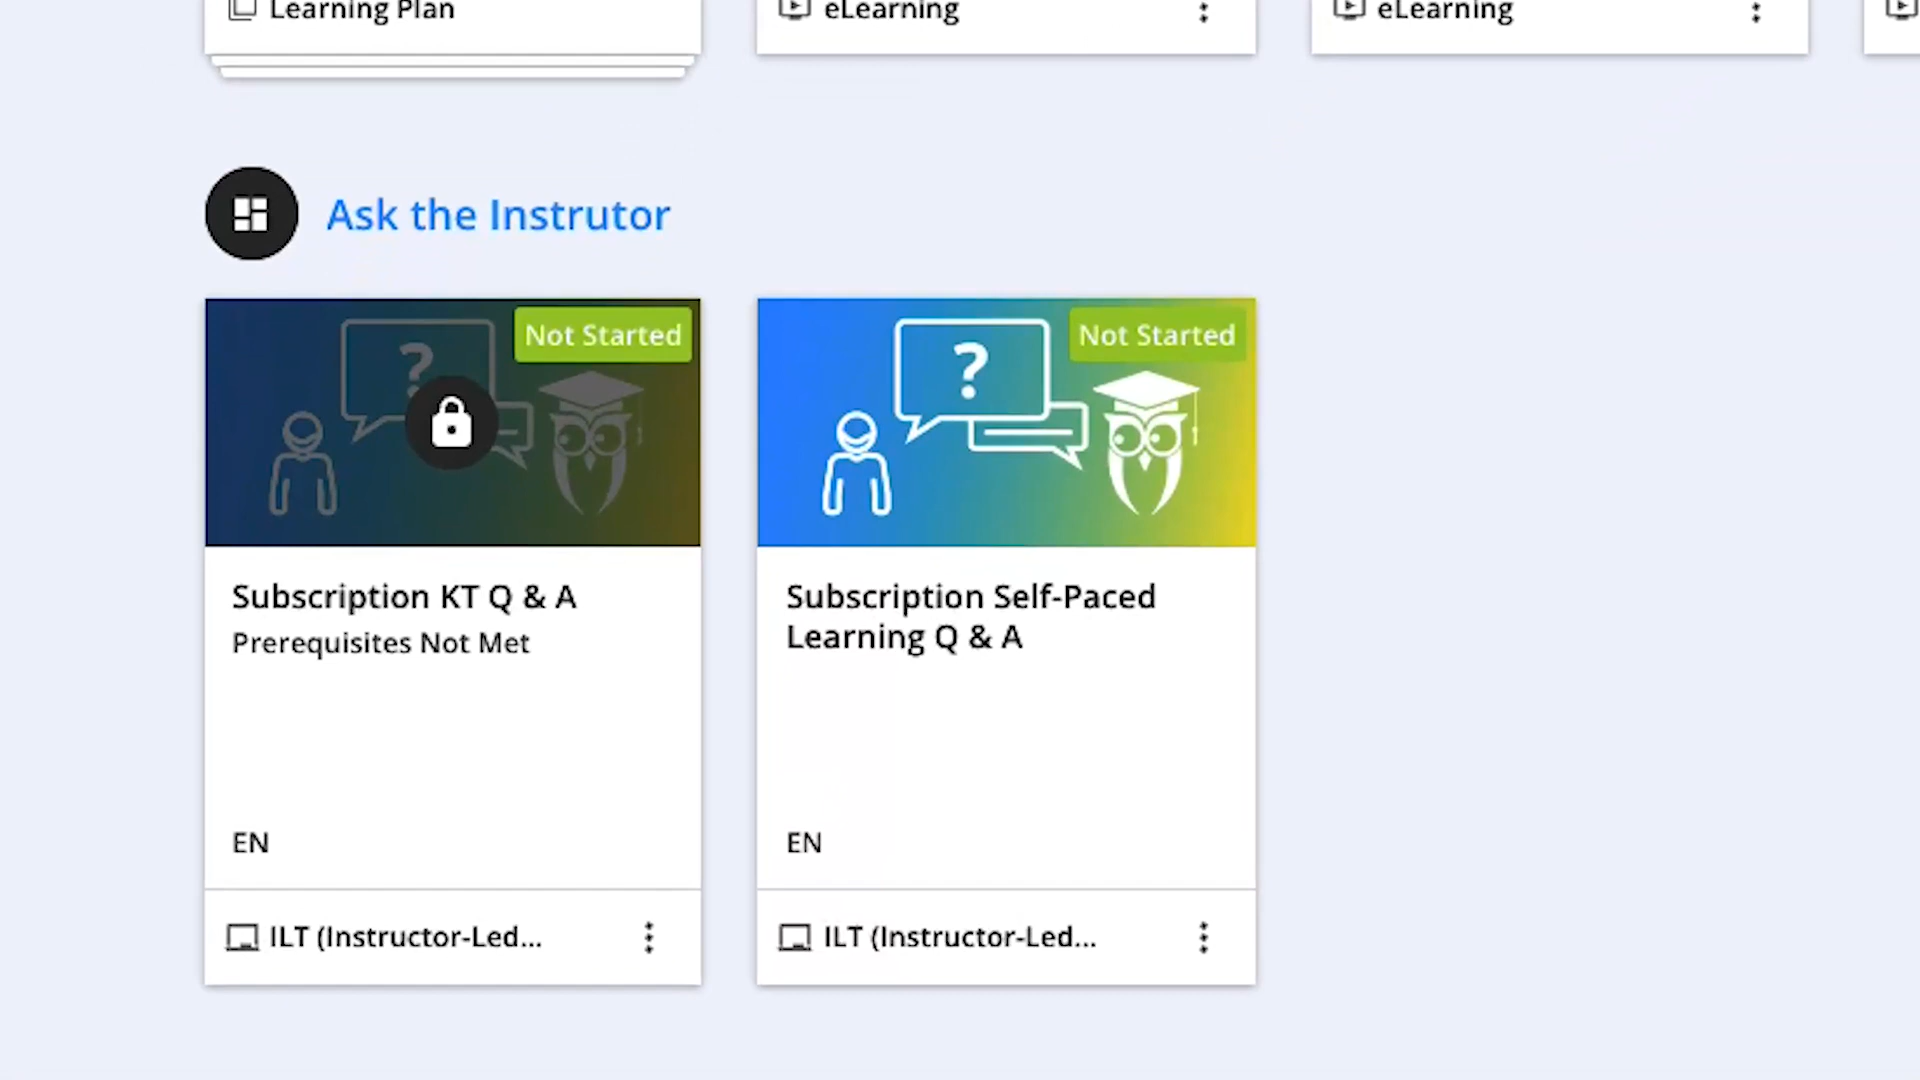 Learning Plan
eLearning
eLearning
Ask the Instrutor
Not Started
?
Subscription KT Q & A
Prerequisites Not Met
EN
ILT (Instructor-Led...
Not Started
?
Subscription Self-Paced
Learning Q & A
EN
ILT (Instructor-Led...